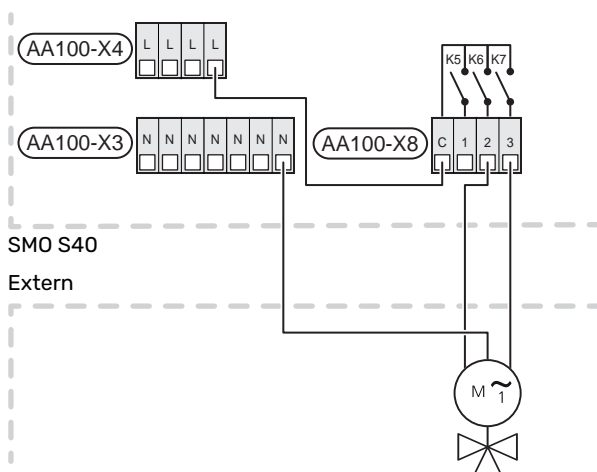 AA100-X4
L L L L
K5 K6 K7
AA100-X3
N N N N N N N
AA100-X8
C 1 2 3
SMO S40
Extern
M ~
1